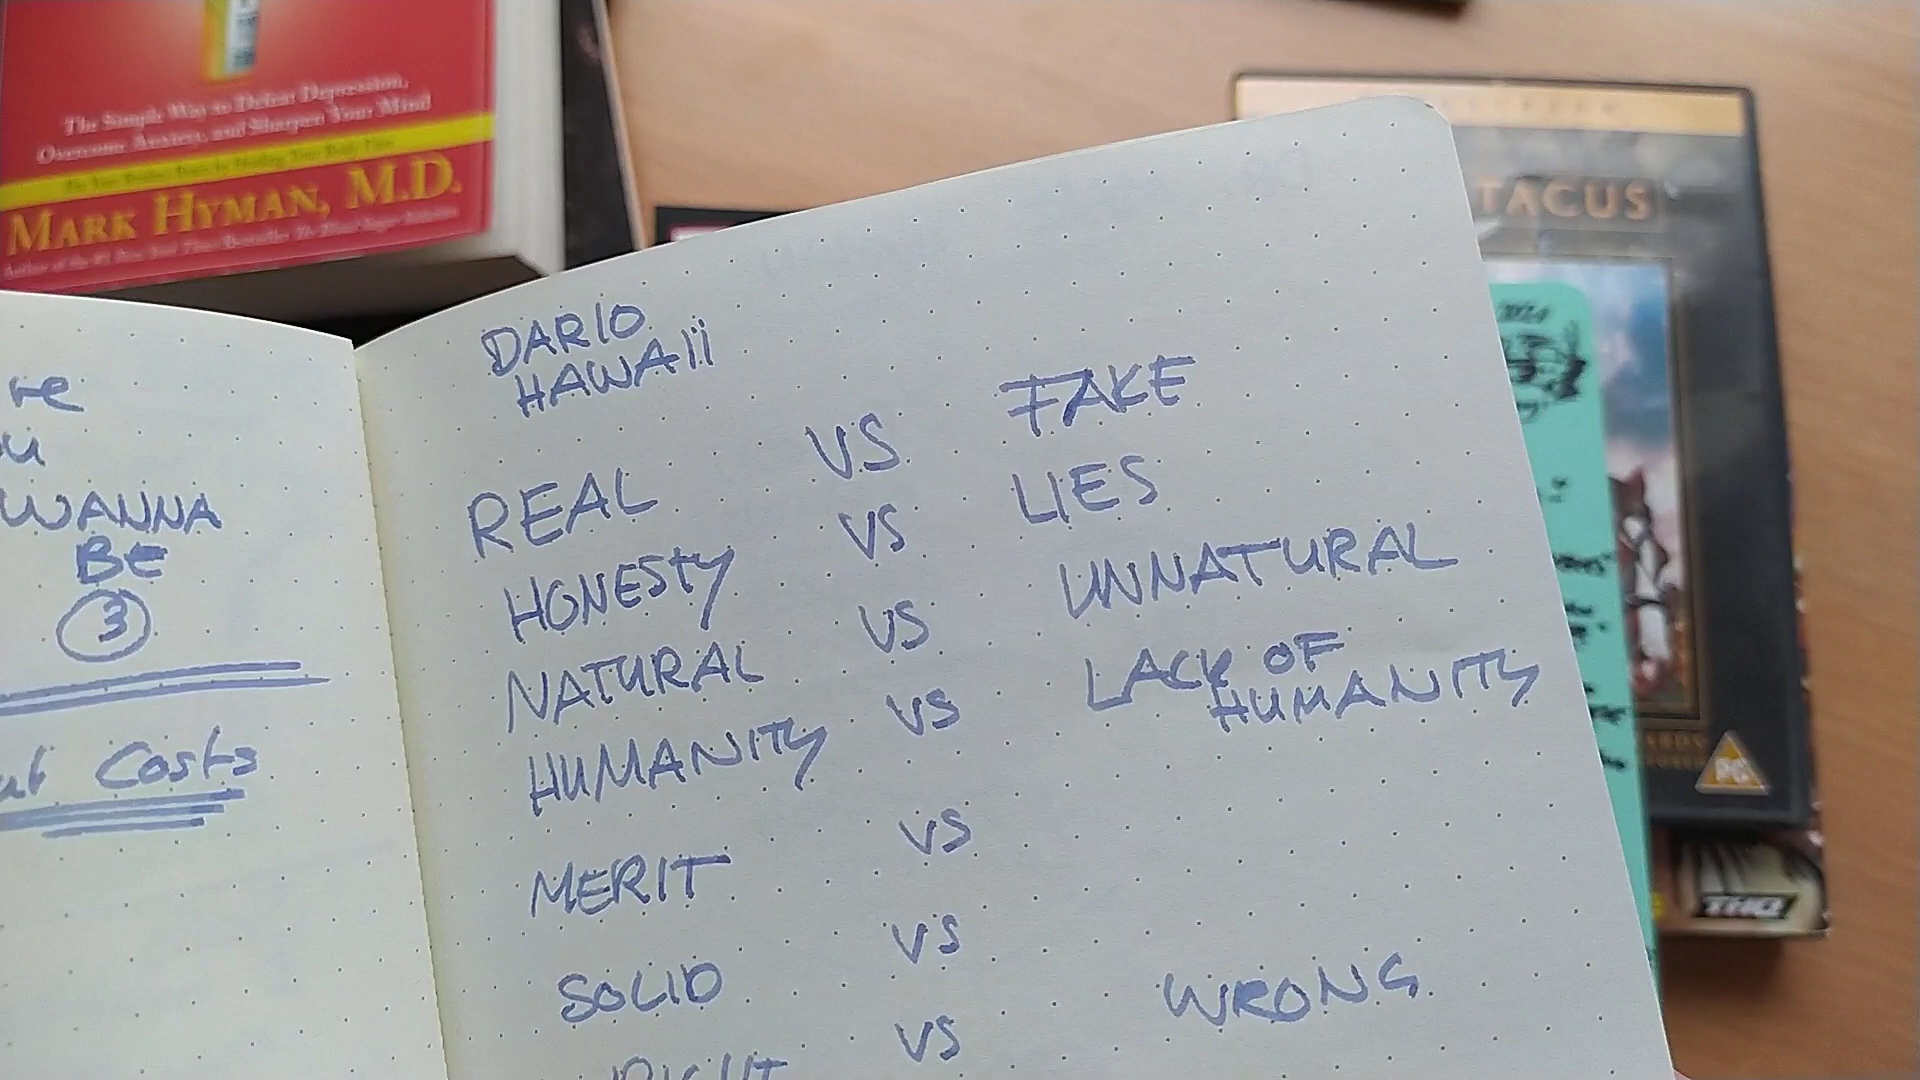 The Simple Way to Defeat Depression,
Overcome Anxiety, and Sharpen Your Mind
MARK HYMAN, M.D.
TACUS
PG
THQ
re
WANNA
BE
3
Costs
DARIO
HAWAII
REAL VS FAKE
HONESTY VS LIES
NATURAL VS UNNATURAL
HUMANITY VS LACK OF
HUMANITY
MERIT VS
SOLID VS
RIGHT VS WRONG